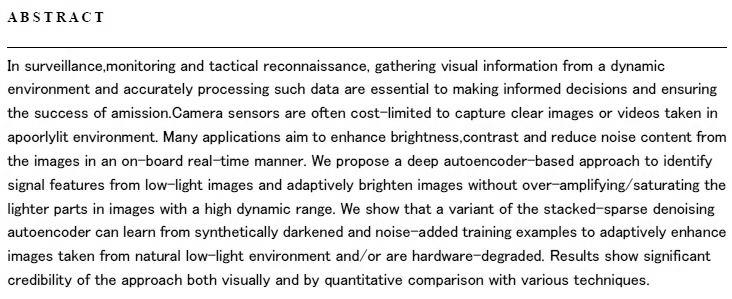 ABSTRACT
In surveillance,monitoring and tactical reconnaissance, gathering visual information from a dynamic
environment and accurately processing such data are essential to making informed decisions and ensuring
the success of amission.Camera sensors are often cost-limited to capture clear images or videos taken in
apoorlylit environment. Many applications aim to enhance brightness,contrast and reduce noise content from
the images in an on-board real-time manner. We propose a deep autoencoder-based approach to identify
signal features from low-light images and adaptively brighten images without over-amplifying/saturating the
lighter parts in images with a high dynamic range. We show that a variant of the stacked-sparse denoising
autoencoder can learn from synthetically darkened and noise-added training examples to adaptively enhance
images taken from natural low-light environment and/or are hardware-degraded. Results show significant
credibility of the approach both visually and by quantitative comparison with various techniques.